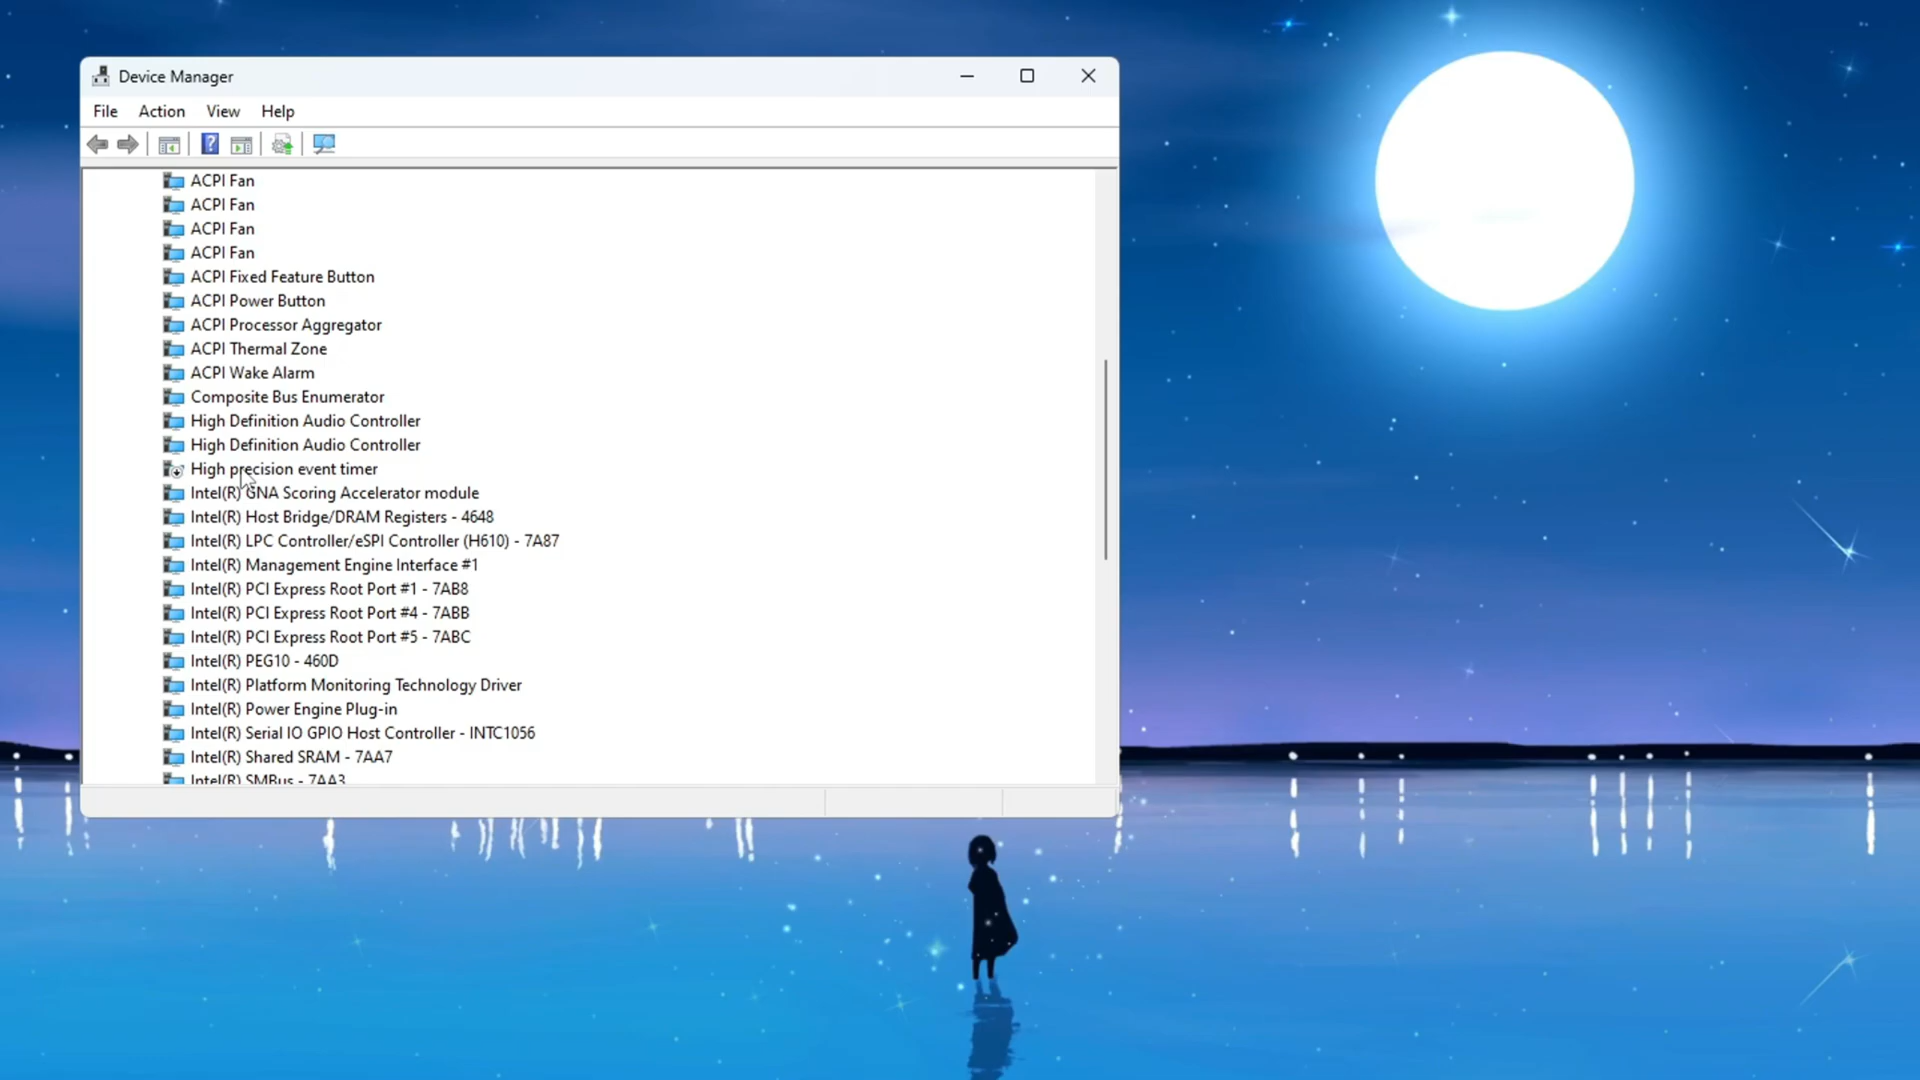 Device Manager
File Action View Help
ACPI Fan
ACPI Fan
ACPI Fan
ACPI Fan
ACPI Fixed Feature Button
ACPI Power Button
ACPI Processor Aggregator
ACPI Thermal Zone
ACPI Wake Alarm
Composite Bus Enumerator
High Definition Audio Controller
High Definition Audio Controller
High precision event timer
Intel(R) GNA Scoring Accelerator module
Intel(R) Host Bridge/DRAM Registers - 4648
Intel(R) LPC Controller/eSPI Controller (H610) - 7A87
Intel(R) Management Engine Interface #1
Intel(R) PCI Express Root Port #1 - 7AB8
Intel(R) PCI Express Root Port #4 - 7ABB
Intel(R) PCI Express Root Port #5 - 7ABC
Intel(R) PEG10 - 460D
Intel(R) Platform Monitoring Technology Driver
Intel(R) Power Engine Plug-in
Intel(R) Serial IO GPIO Host Controller - INTC1056
Intel(R) Shared SRAM - 7AA7
Intel(R) SMBus - 7AA3